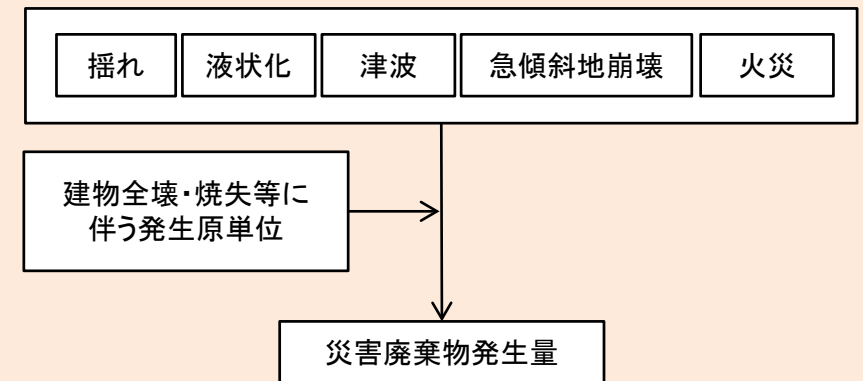 揺れ
液状化
津波
急傾斜地崩壊
火災
建物全壊・焼失等に
伴う発生原単位
災害廃棄物発生量